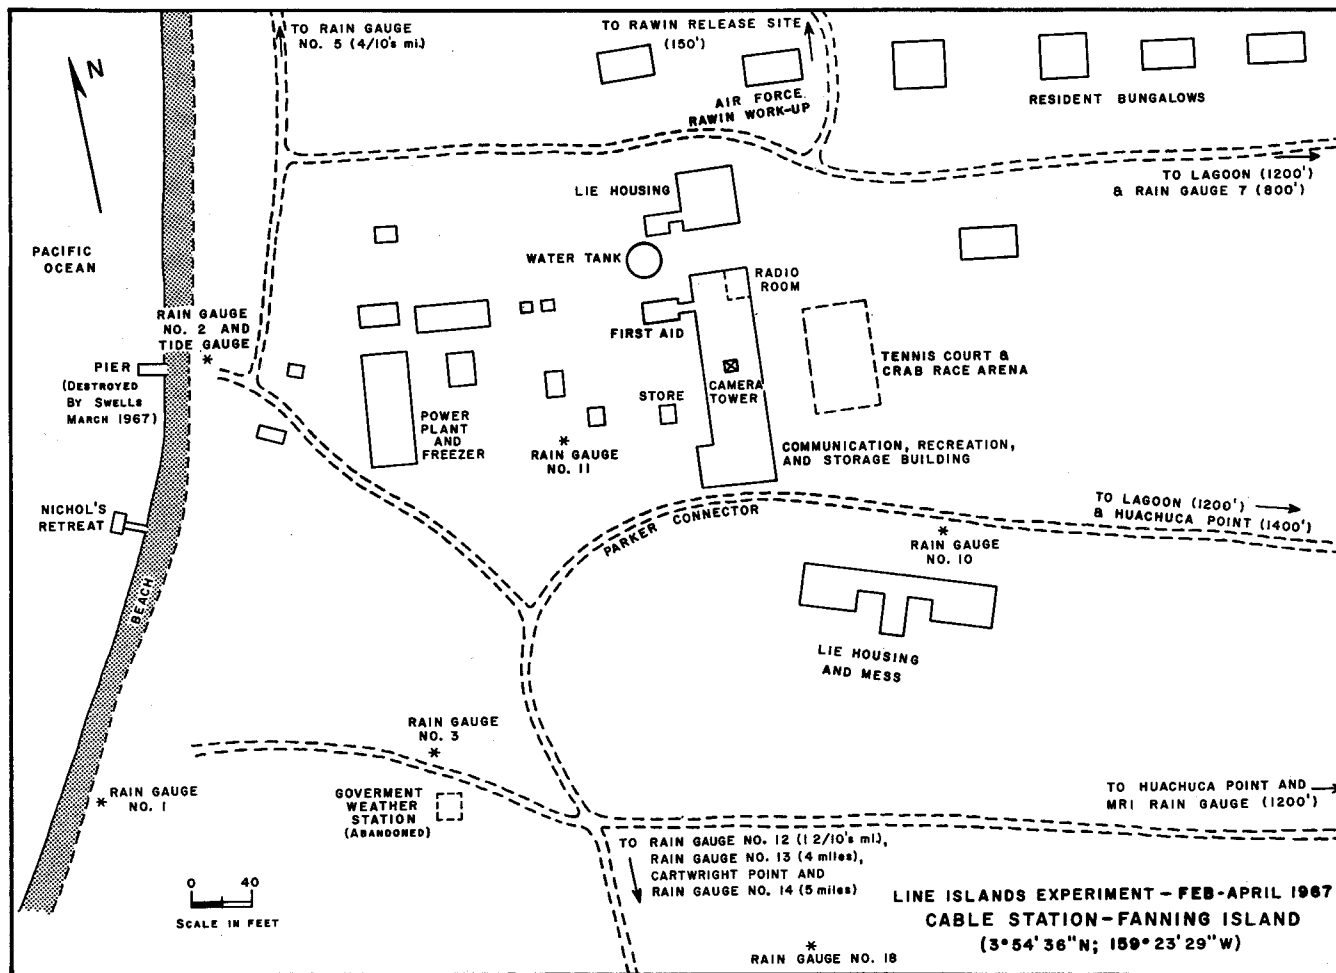 TO RAIN GAUGE
NO. 5 (4/10's mi.)
TO RAWIN RELEASE SITE
(150')
N
AIR FORCE
RAWIN WORK-UP
RESIDENT BUNGALOWS
TO LAGOON (1200')
& RAIN GAUGE 7 (800')
LIE HOUSING
PACIFIC
OCEAN
WATER TANK
RADIO
ROOM
RAIN GAUGE
NO. 2 AND
TIDE GAUGE
*
FIRST AID
PIER
(DESTROYED
BY SWELLS
MARCH 1967)
TENNIS COURT &
CRAB RACE ARENA
STORE
CAMERA
TOWER
POWER
PLANT
AND
FREEZER
*
RAIN GAUGE
NO. 11
COMMUNICATION, RECREATION,
AND STORAGE BUILDING
NICHOL'S
RETREAT
PARKER CONNECTOR
TO LAGOON (1200')
& HUACHUCA POINT (1400')
*
RAIN GAUGE
NO. 10
BEACH
LIE HOUSING
AND MESS
RAIN GAUGE
NO. 3
*
* RAIN GAUGE
NO. 1
GOVERMENT
WEATHER
STATION
(ABANDONED)
TO HUACHUCA POINT AND
MRI RAIN GAUGE (1200')
TO RAIN GAUGE NO. 12 (1 2/10's mi.),
RAIN GAUGE NO. 13 (4 miles),
CARTWRIGHT POINT AND
RAIN GAUGE NO. 14 (5 miles)
0 40
SCALE IN FEET
LINE ISLANDS EXPERIMENT - FEB-APRIL 1967
CABLE STATION-FANNING ISLAND
(3°54'36"N; 159°23'29"W)
*
RAIN GAUGE NO. 18